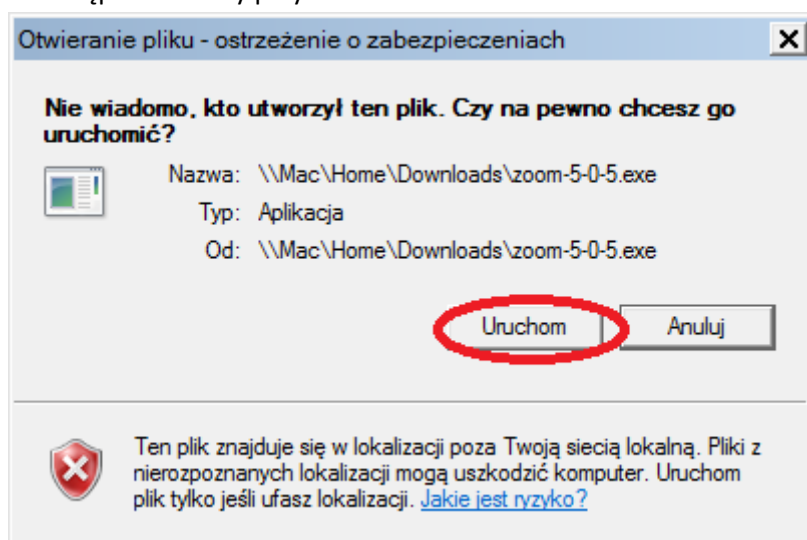 Otwieranie pliku - ostrzeżenie o zabezpieczeniach
Nie wiadomo, kto utworzył ten plik. Czy na pewno chcesz go
uruchomić?
Nazwa: \\Mac\Home\Downloads\zoom-5-0-5.exe
Typ: Aplikacja
Od: \\Mac\Home\Downloads\zoom-5-0-5.exe
Uruchom Anuluj
Ten plik znajduje się w lokalizacji poza Twoją siecią lokalną. Pliki z
nierozpoznanych lokalizacji mogą uszkodzić komputer. Uruchom
plik tylko jeśli ufasz lokalizacji. Jakie jest ryzyko?